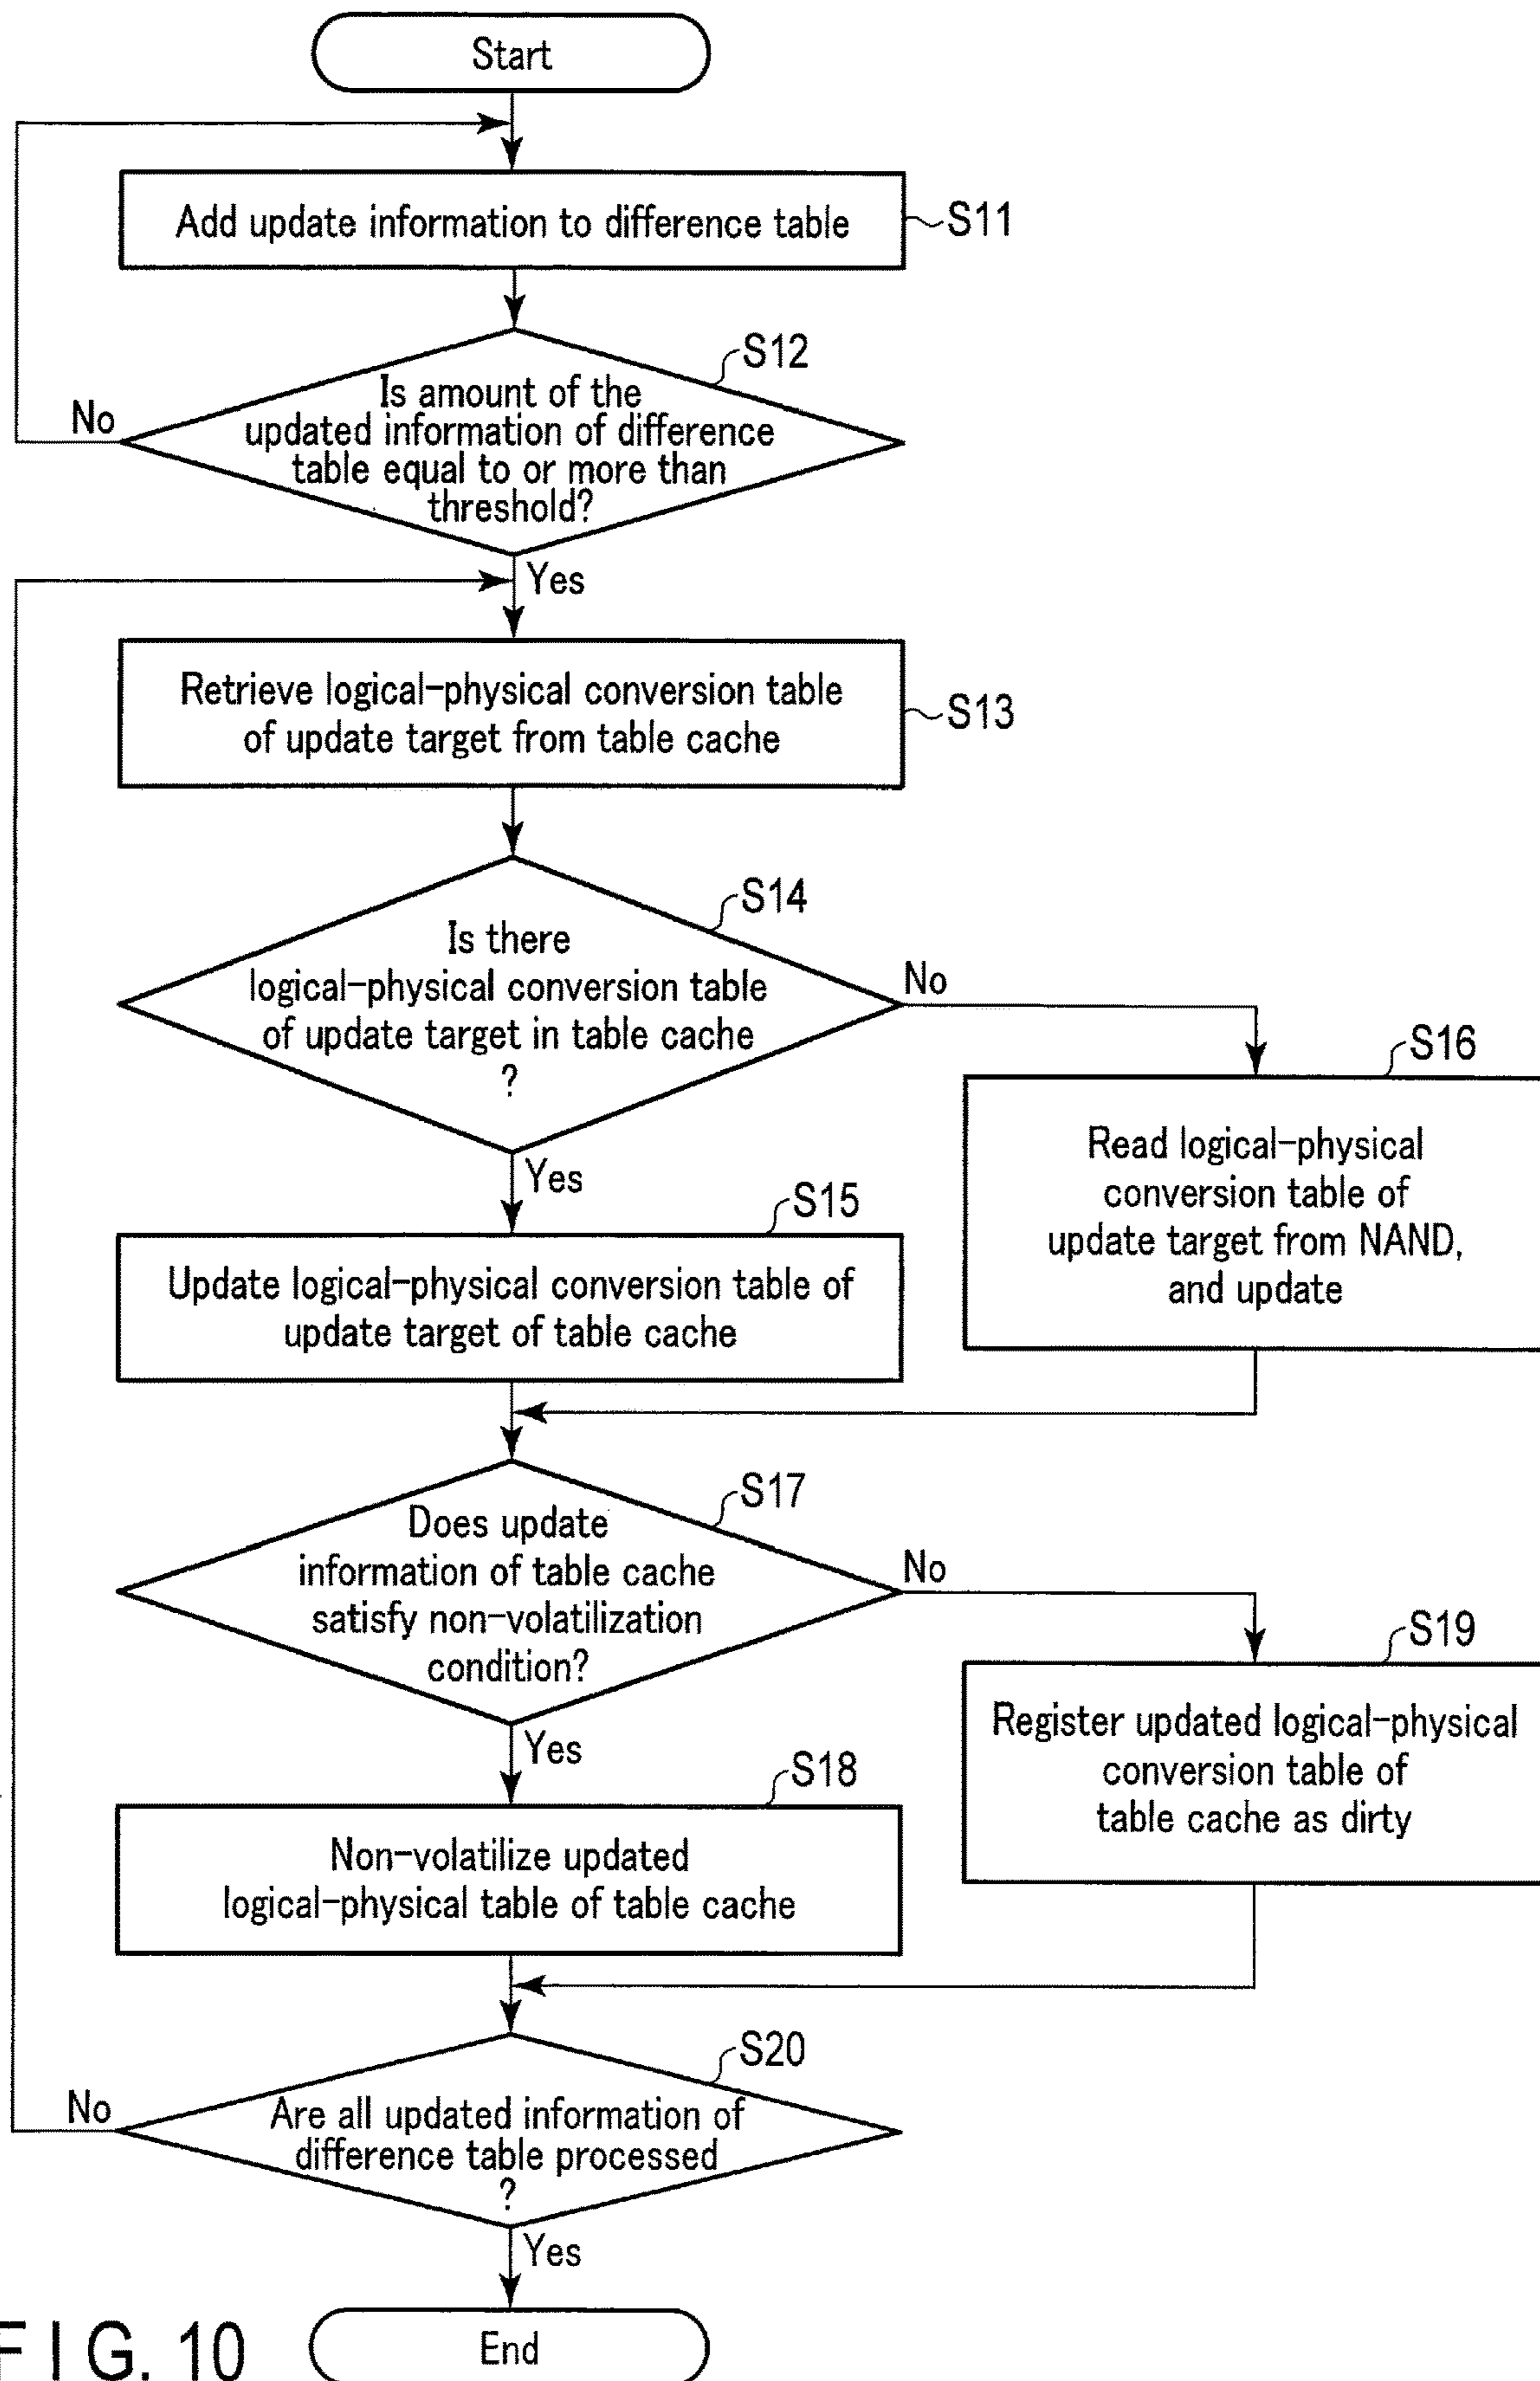 Start
Add update information to difference table
S11
S12
Is amount of the
updated information of difference
table equal to or more than
threshold?
No
Yes
Retrieve logical-physical conversion table
of update target from table cache
S13
S14
Is there
logical-physical conversion table
of update target in table cache
?
No
Yes
S16
Read logical-physical
conversion table of
update target from NAND,
and update
S15
Update logical-physical conversion table of
update target of table cache
S17
Does update
information of table cache
satisfy non-volatilization
condition?
No
Yes
S19
Register updated logical-physical
conversion table of
table cache as dirty
S18
Non-volatilize updated
logical-physical table of table cache
S20
Are all updated information of
difference table processed
?
No
Yes
End
FIG. 10